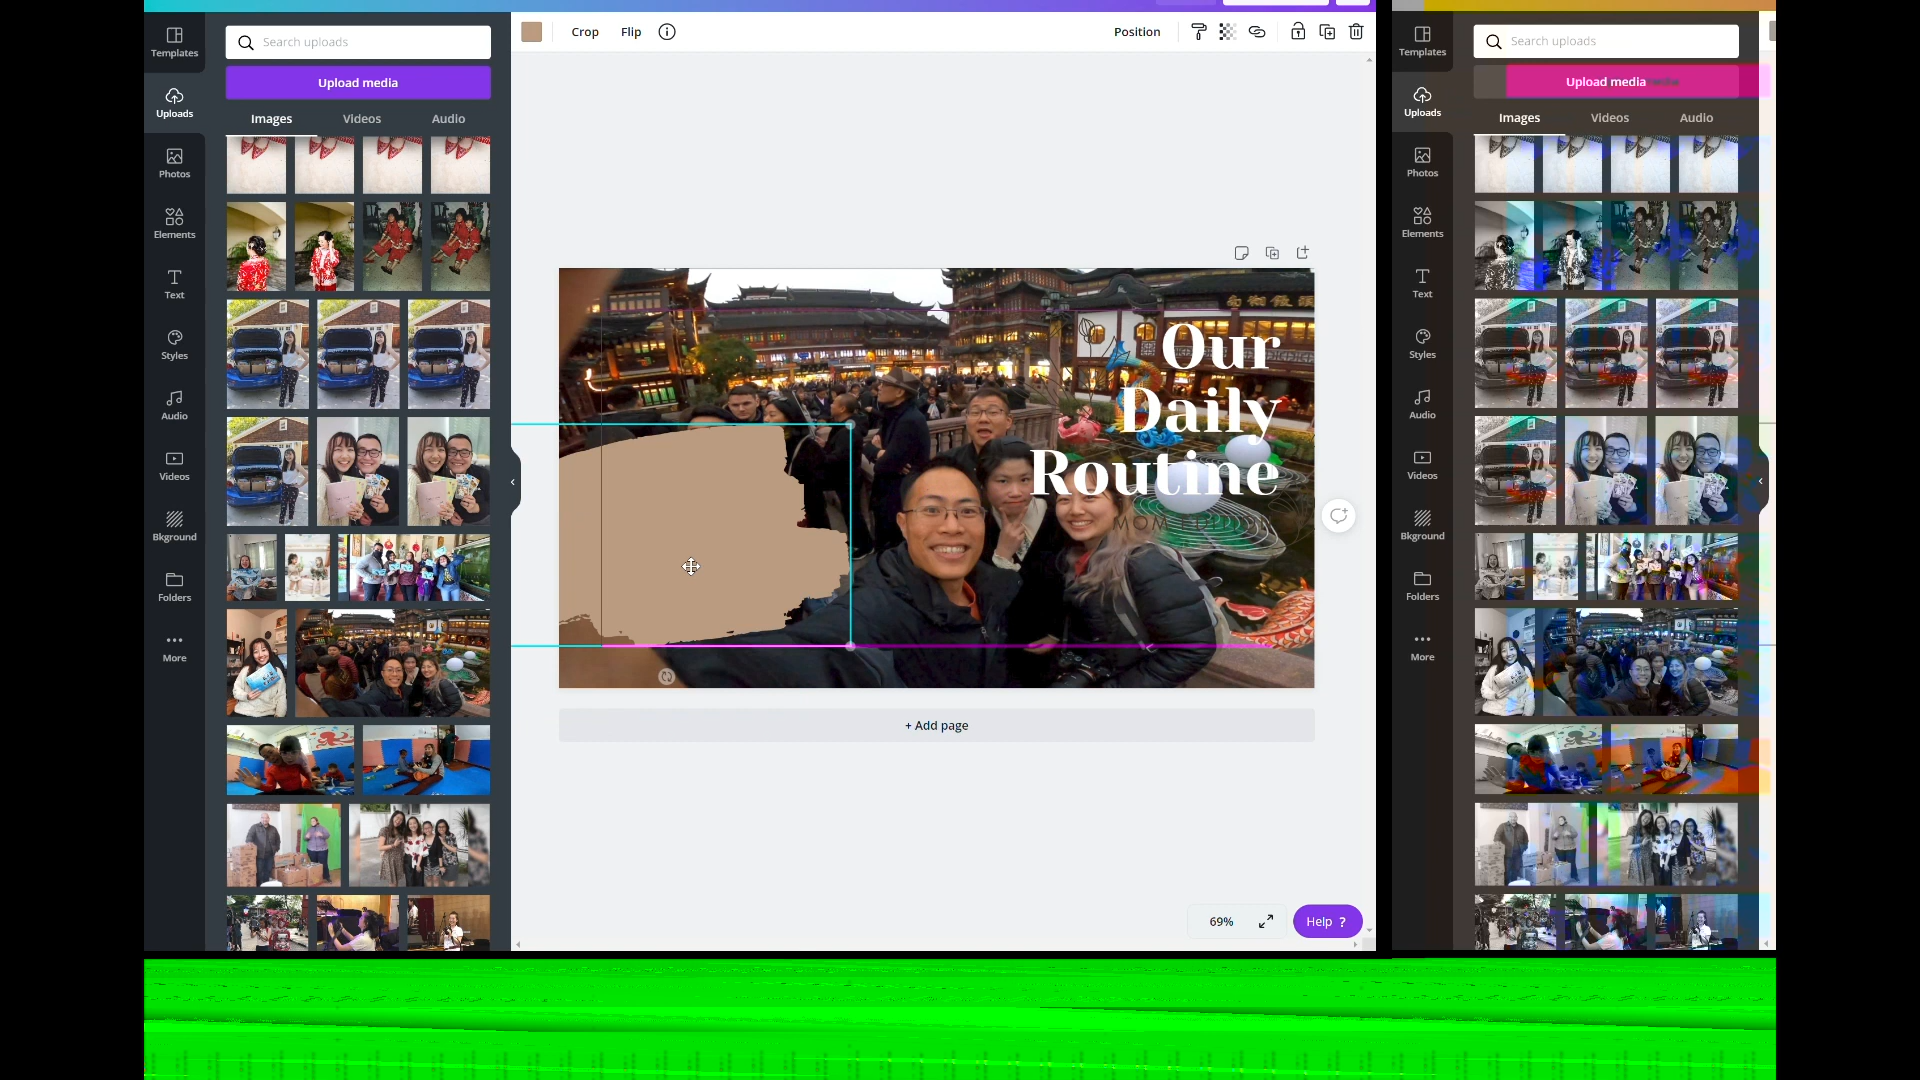 Templates
Uploads
Photos
Elements
Text
Styles
Audio
Videos
Bkground
Folders
More
Search uploads
Upload media
Images Videos Audio
Crop Flip
Position
Our
Daily
Routine
+ Add page
69%
Help ?
Templates
Uploads
Photos
Elements
Text
Styles
Audio
Videos
Bkground
Folders
More
Search uploads
Upload media
Images Videos Audio